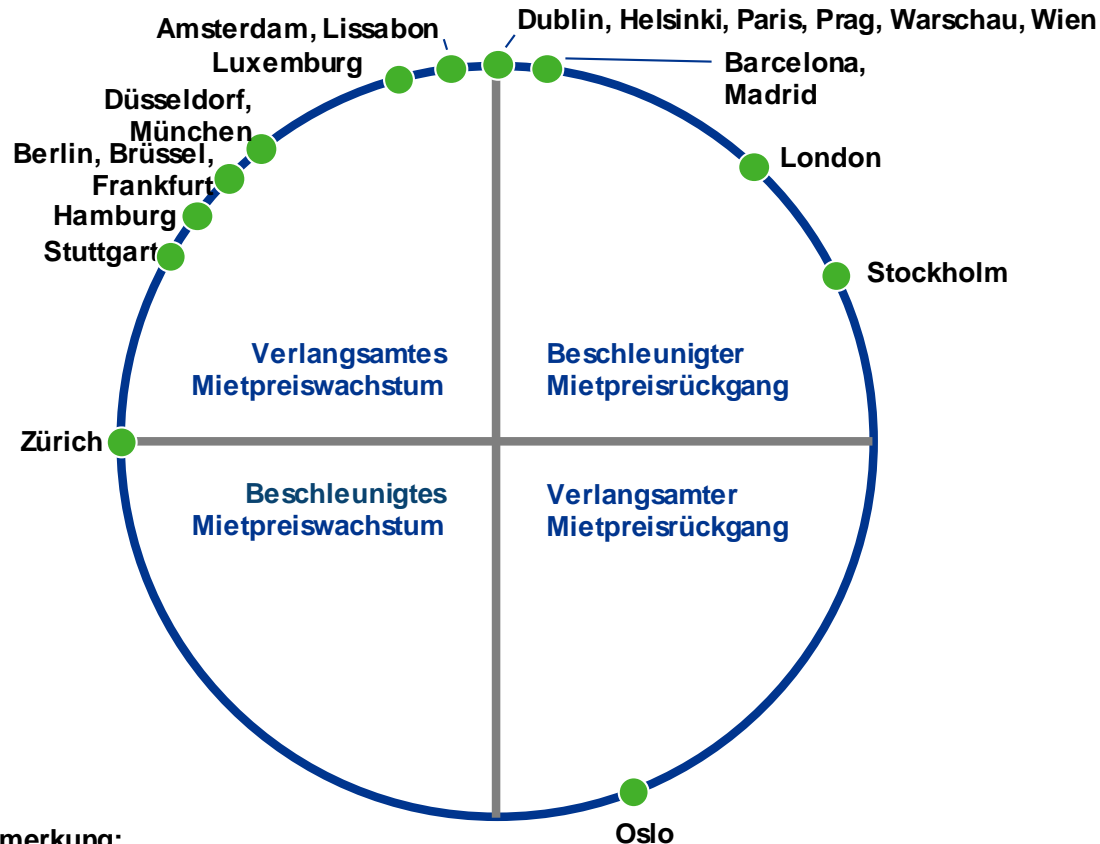 Dublin, Helsinki, Paris, Prag, Warschau, Wien
Amsterdam, Lissabon
Luxemburg
Barcelona,
Madrid
Düsseldorf,
München
Berlin, Brüssel,
Frankfurt
London
Hamburg
Stuttgart
Stockholm
Verlangsamtes
Mietpreiswachstum
Beschleunigter
Mietpreisrückgang
Zürich
Beschleunigtes
Mietpreiswachstum
Verlangsamter
Mietpreisrückgang
Oslo
merkung: